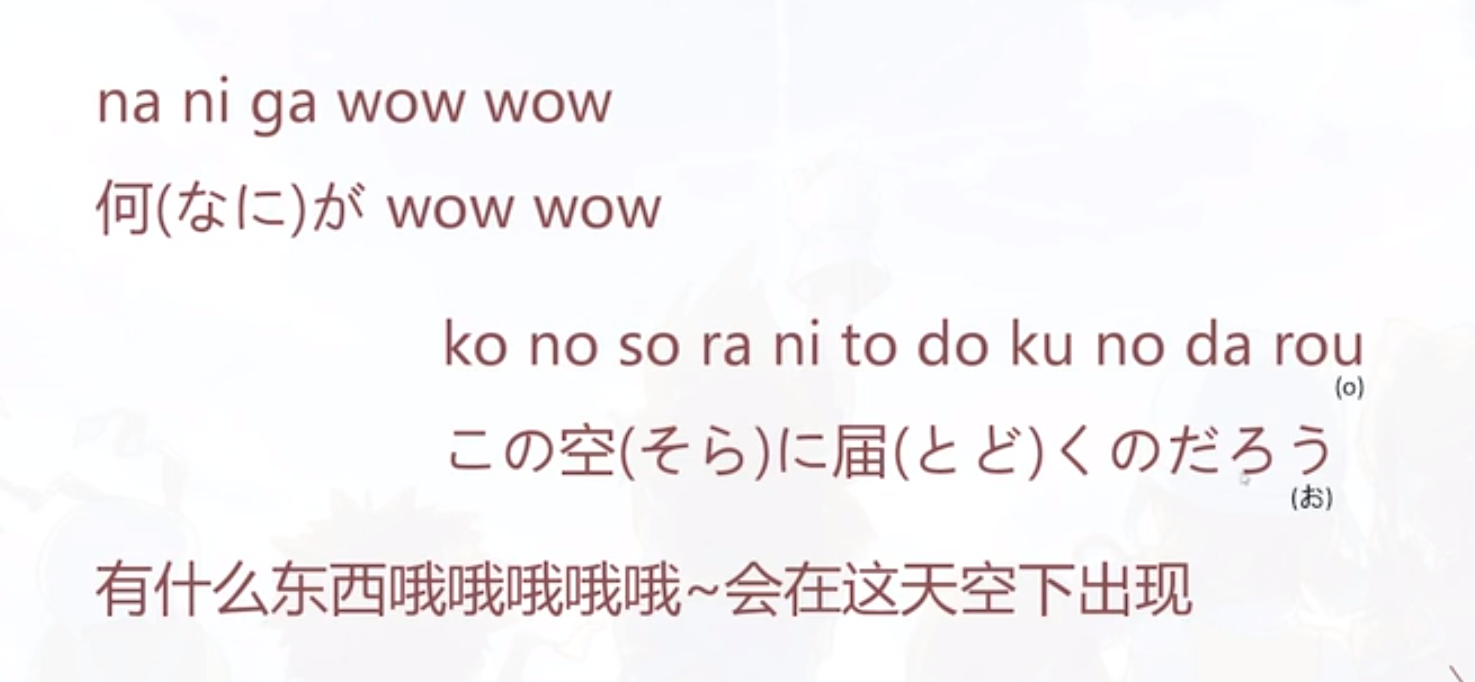 na ni ga wow wow
何(なに)が wow wow
ko no so ra ni to do ku no da rou
(o)
この空(そら)に届(とど)くのだろう
(お)
有什么东西哦哦哦哦哦~会在这天空下出现